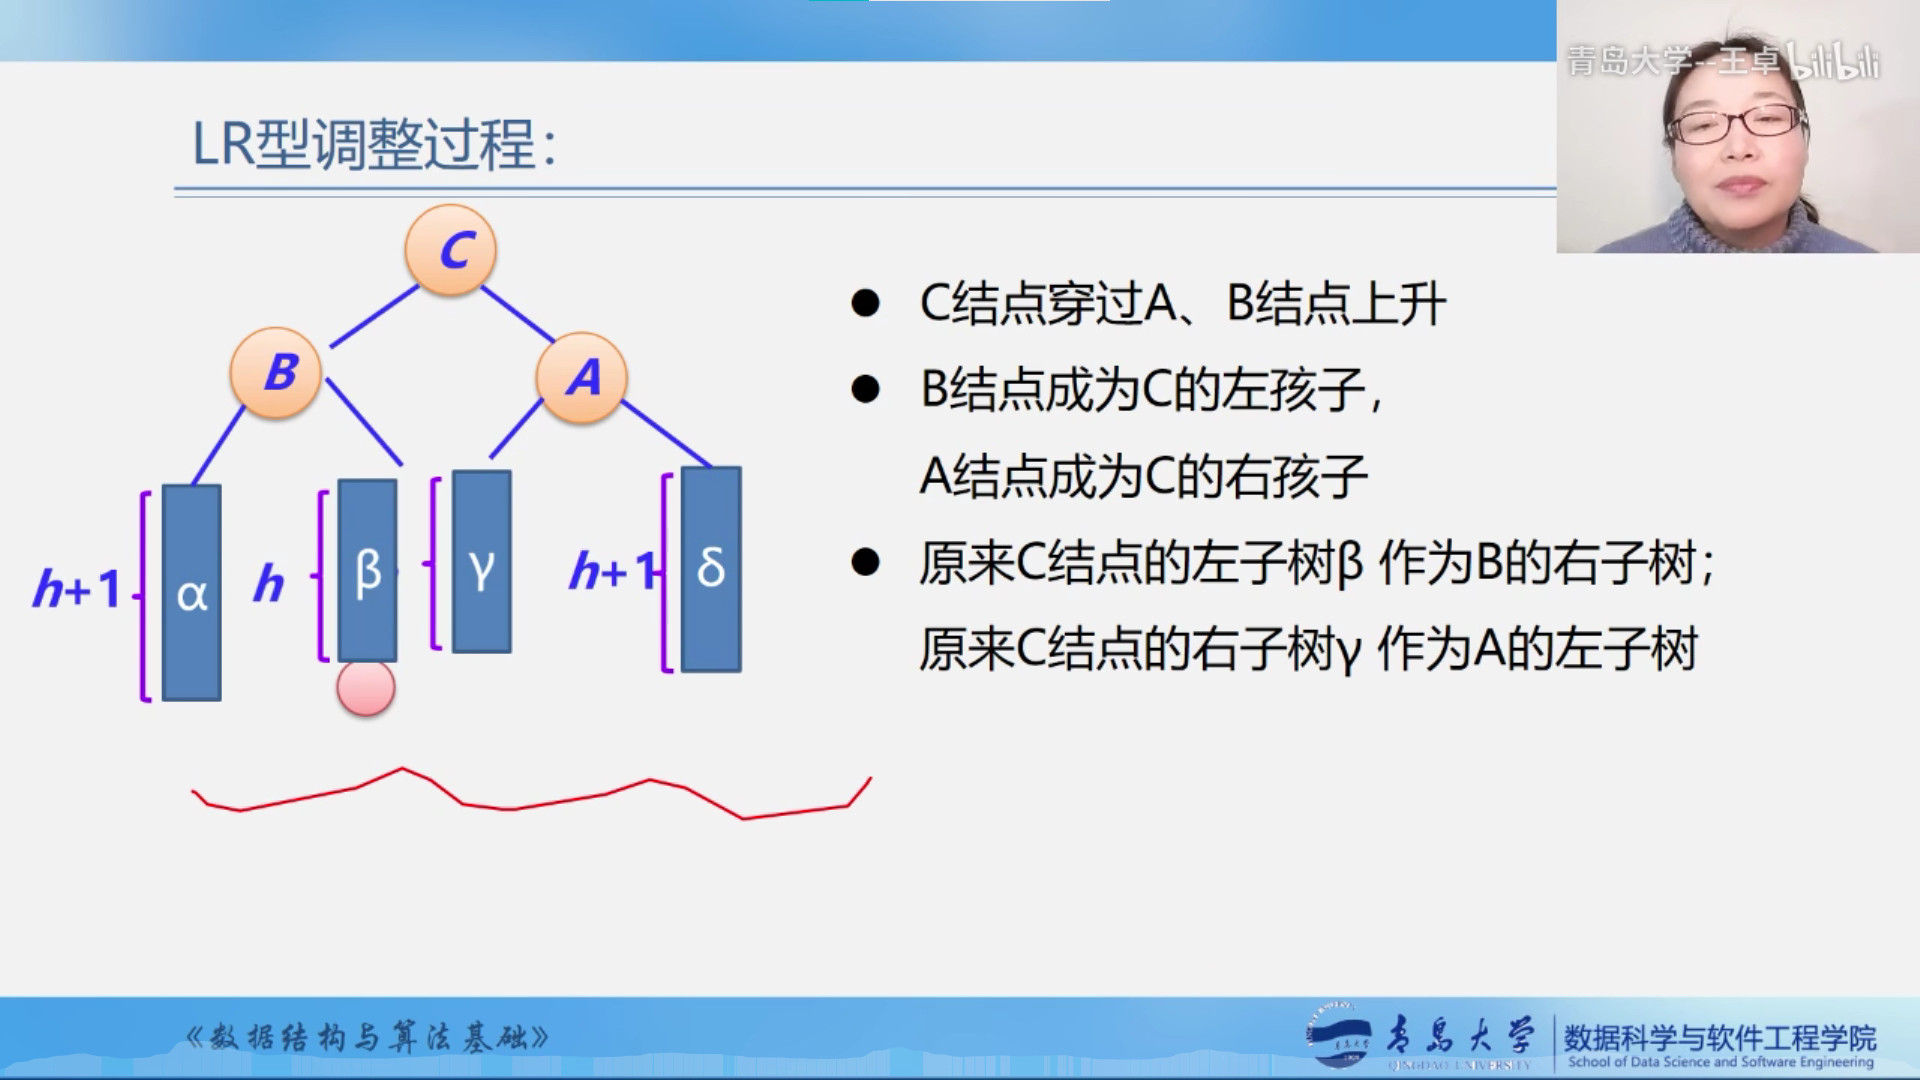 青岛大学--王卓 bilibili
LR型调整过程：
C
B
A
h+1
α
h
β
γ
h+1
δ
● C结点穿过A、B结点上升
● B结点成为C的左孩子，
A结点成为C的右孩子
● 原来C结点的左子树β 作为B的右子树；
原来C结点的右子树γ 作为A的左子树
《数据结构与算法基础》
青岛大学
QINGDAO UNIVERSITY
数据科学与软件工程学院
School of Data Science and Software Engineering